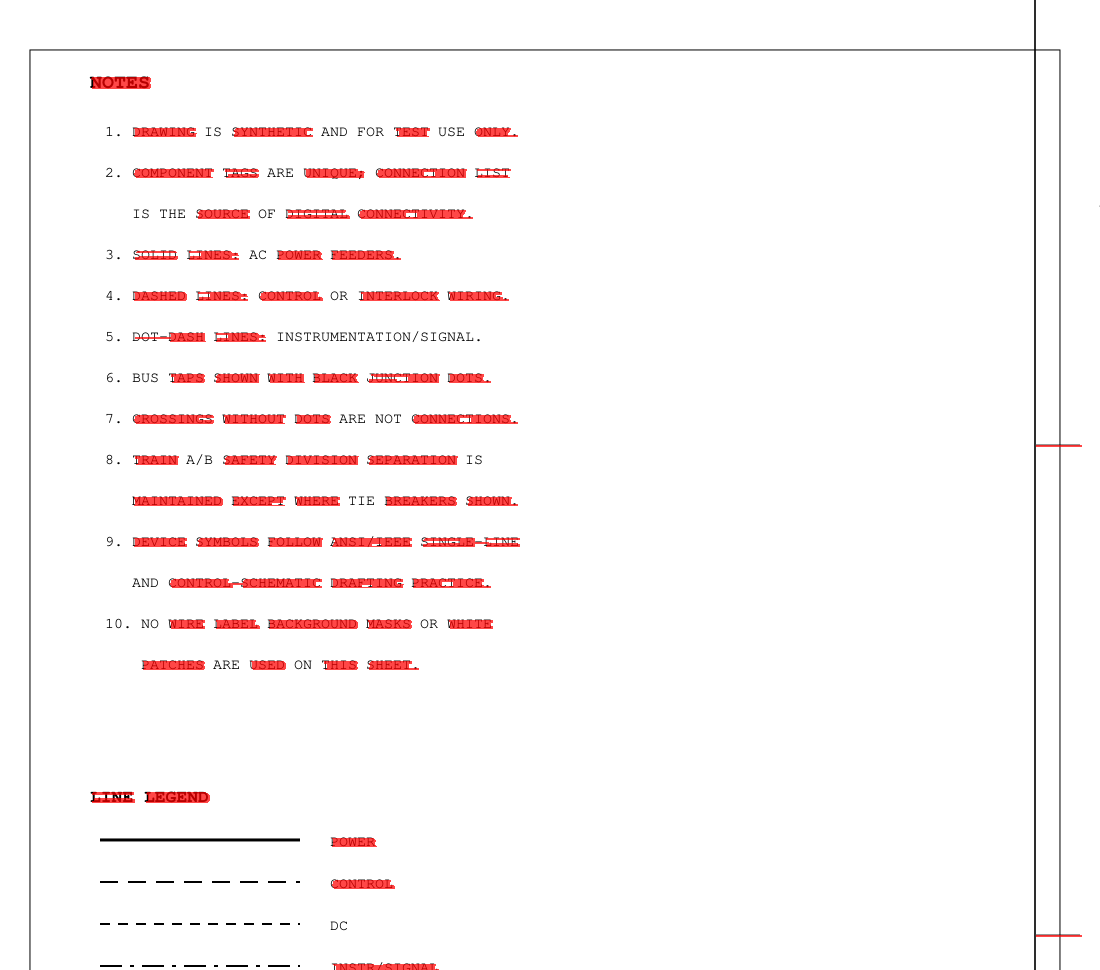 NOTES
1. DRAWING IS SYNTHETIC AND FOR TEST USE ONLY.
2. COMPONENT TAGS ARE UNIQUE; CONNECTION LIST
IS THE SOURCE OF DIGITAL CONNECTIVITY.
3. SOLID LINES: AC POWER FEEDERS.
4. DASHED LINES: CONTROL OR INTERLOCK WIRING.
5. DOT-DASH LINES: INSTRUMENTATION/SIGNAL.
6. BUS TAPS SHOWN WITH BLACK JUNCTION DOTS.
7. CROSSINGS WITHOUT DOTS ARE NOT CONNECTIONS.
8. TRAIN A/B SAFETY DIVISION SEPARATION IS
MAINTAINED EXCEPT WHERE TIE BREAKERS SHOWN.
9. DEVICE SYMBOLS FOLLOW ANSI/IEEE SINGLE-LINE
AND CONTROL-SCHEMATIC DRAFTING PRACTICE.
10. NO WIRE LABEL BACKGROUND MASKS OR WHITE
PATCHES ARE USED ON THIS SHEET.
LINE LEGEND
POWER
CONTROL
DC
INSTR/SIGNAL